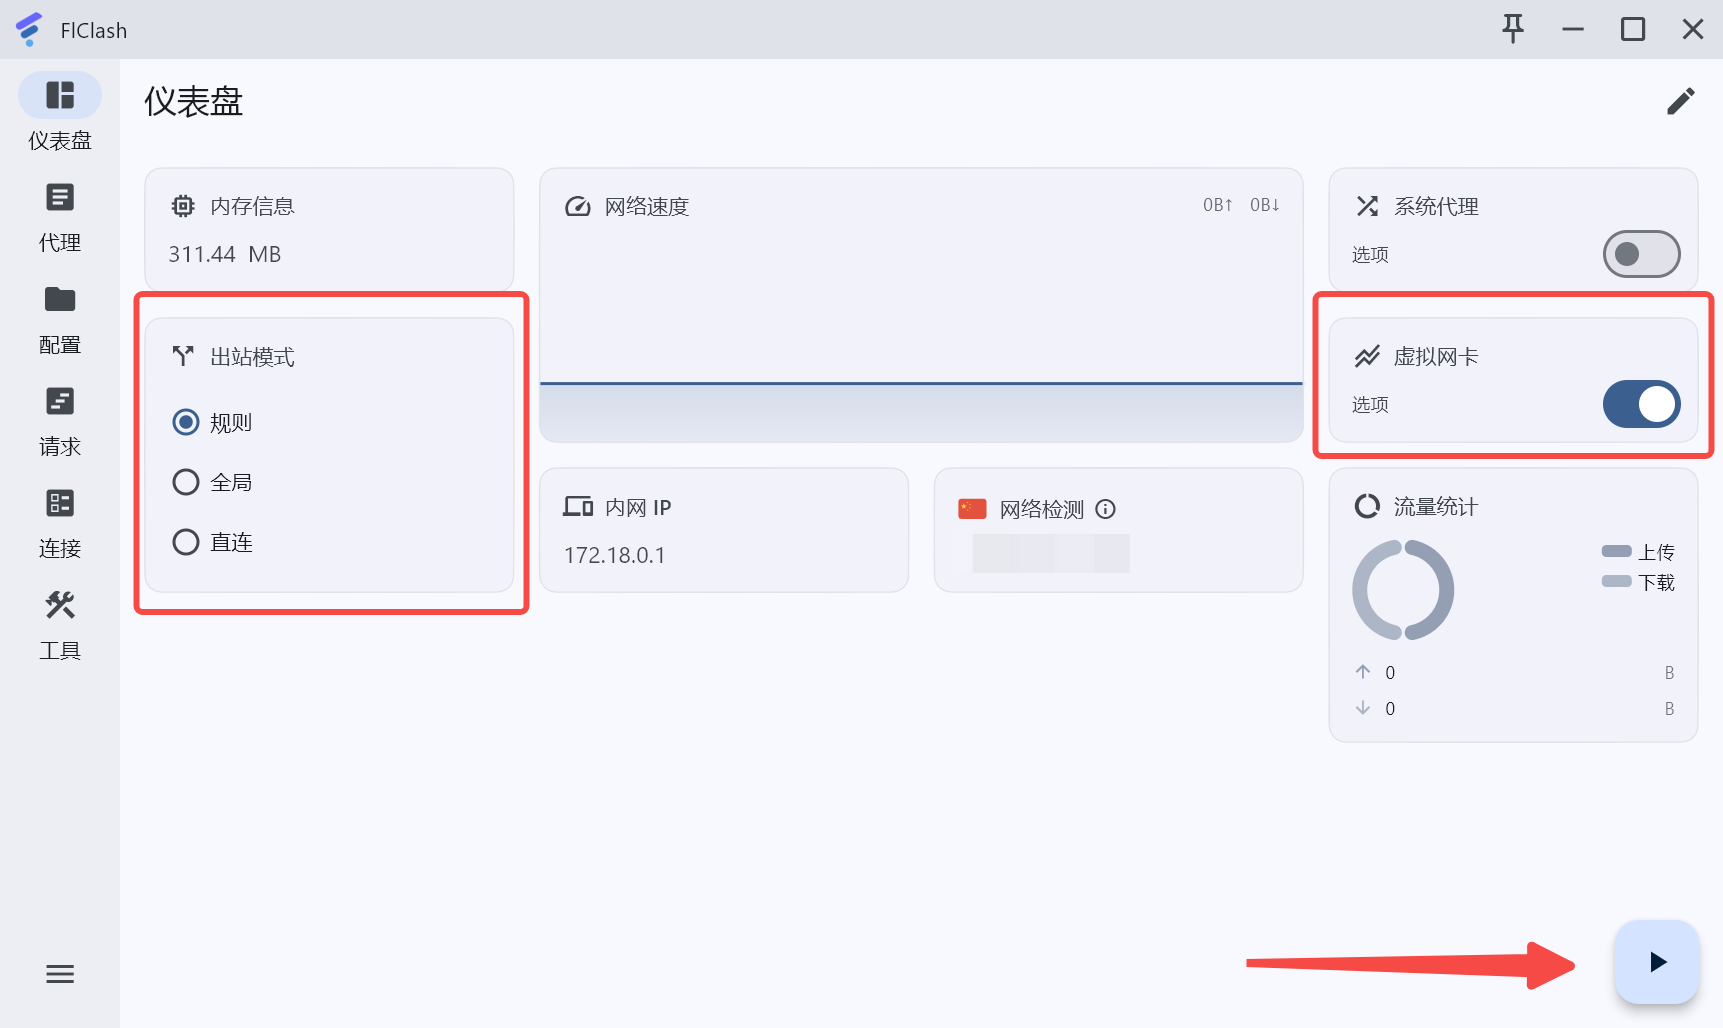 FlClash
仪表盘
代理
配置
请求
连接
工具
仪表盘
内存信息
311.44 MB
出站模式
规则
全局
直连
网络速度
0B↑ 0B↓
内网 IP
172.18.0.1
网络检测
系统代理
选项
虚拟网卡
选项
流量统计
上传
下载
↑ 0 B
↓ 0 B